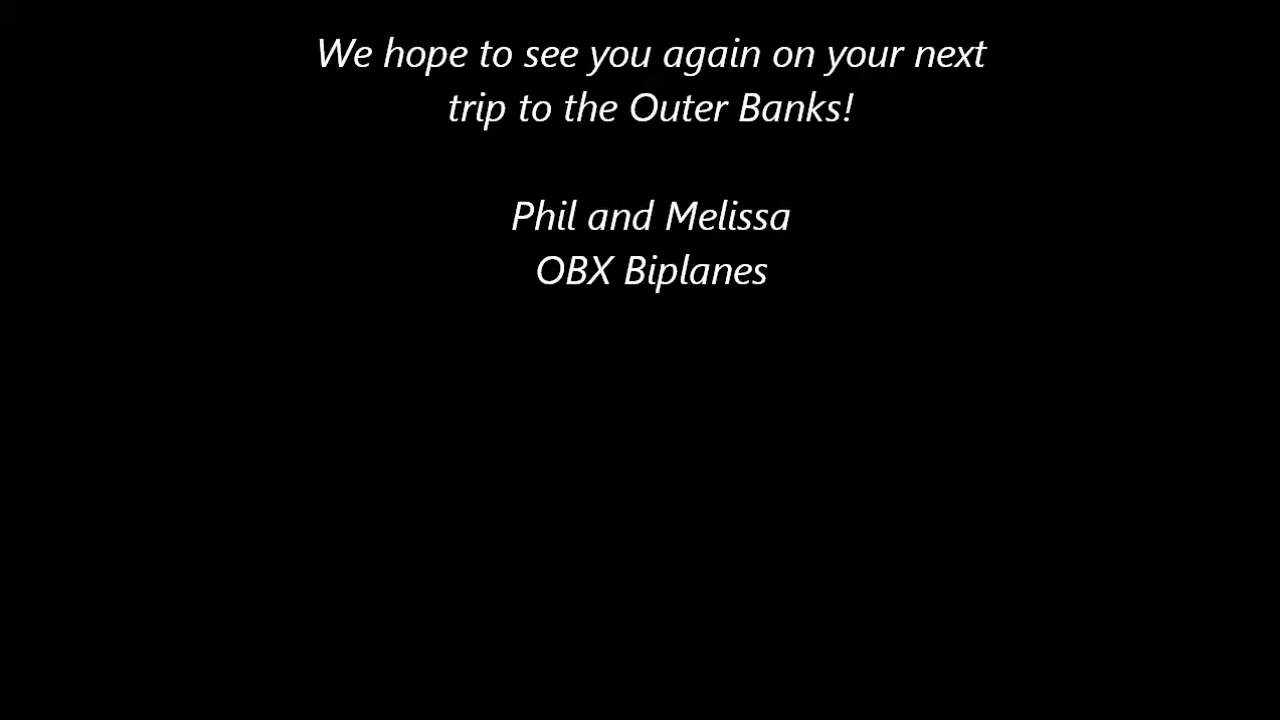 We hope to see you again on your next
trip to the Outer Banks!
Phil and Melissa
OBX Biplanes